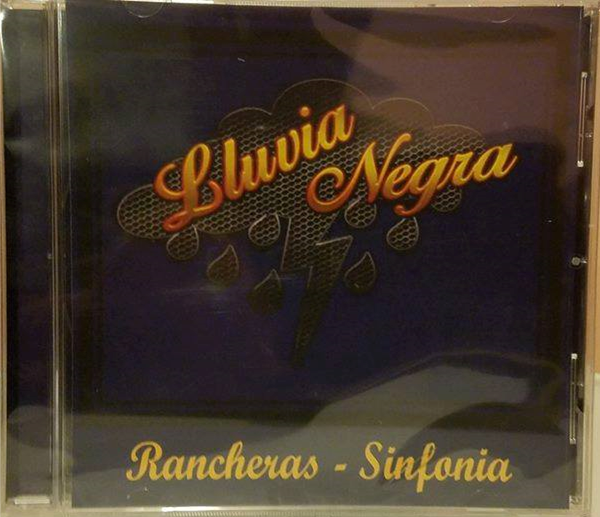 Lluvia
Negra
Rancheras - Sinfonia